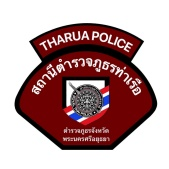 THARUA POLICE
สถานีตำรวจภูธรท่าเรือ
ตำรวจภูธรจังหวัด
พระนครศรีอยุธยา